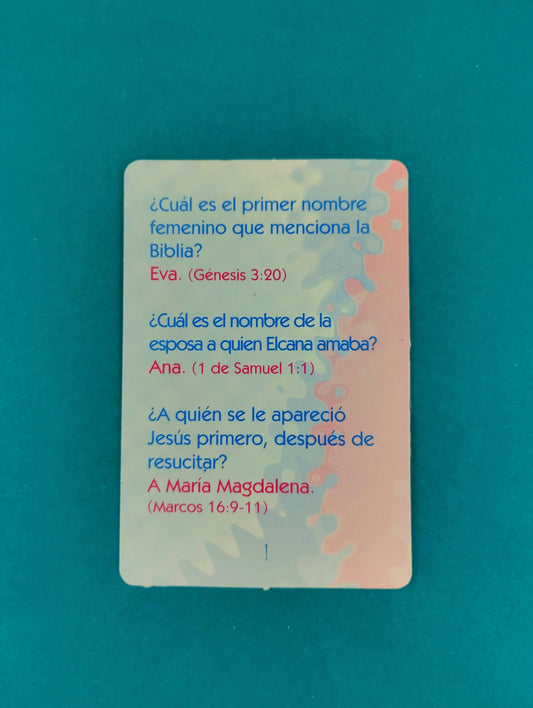 ¿Cuál es el primer nombre
femenino que menciona la
Biblia?
Eva. (Génesis 3:20)
¿Cuál es el nombre de la
esposa a quien Elcana amaba?
Ana. (1 de Samuel 1:1)
¿A quién se le apareció
Jesús primero, después de
resucitar?
A María Magdalena.
(Marcos 16:9-11)
1